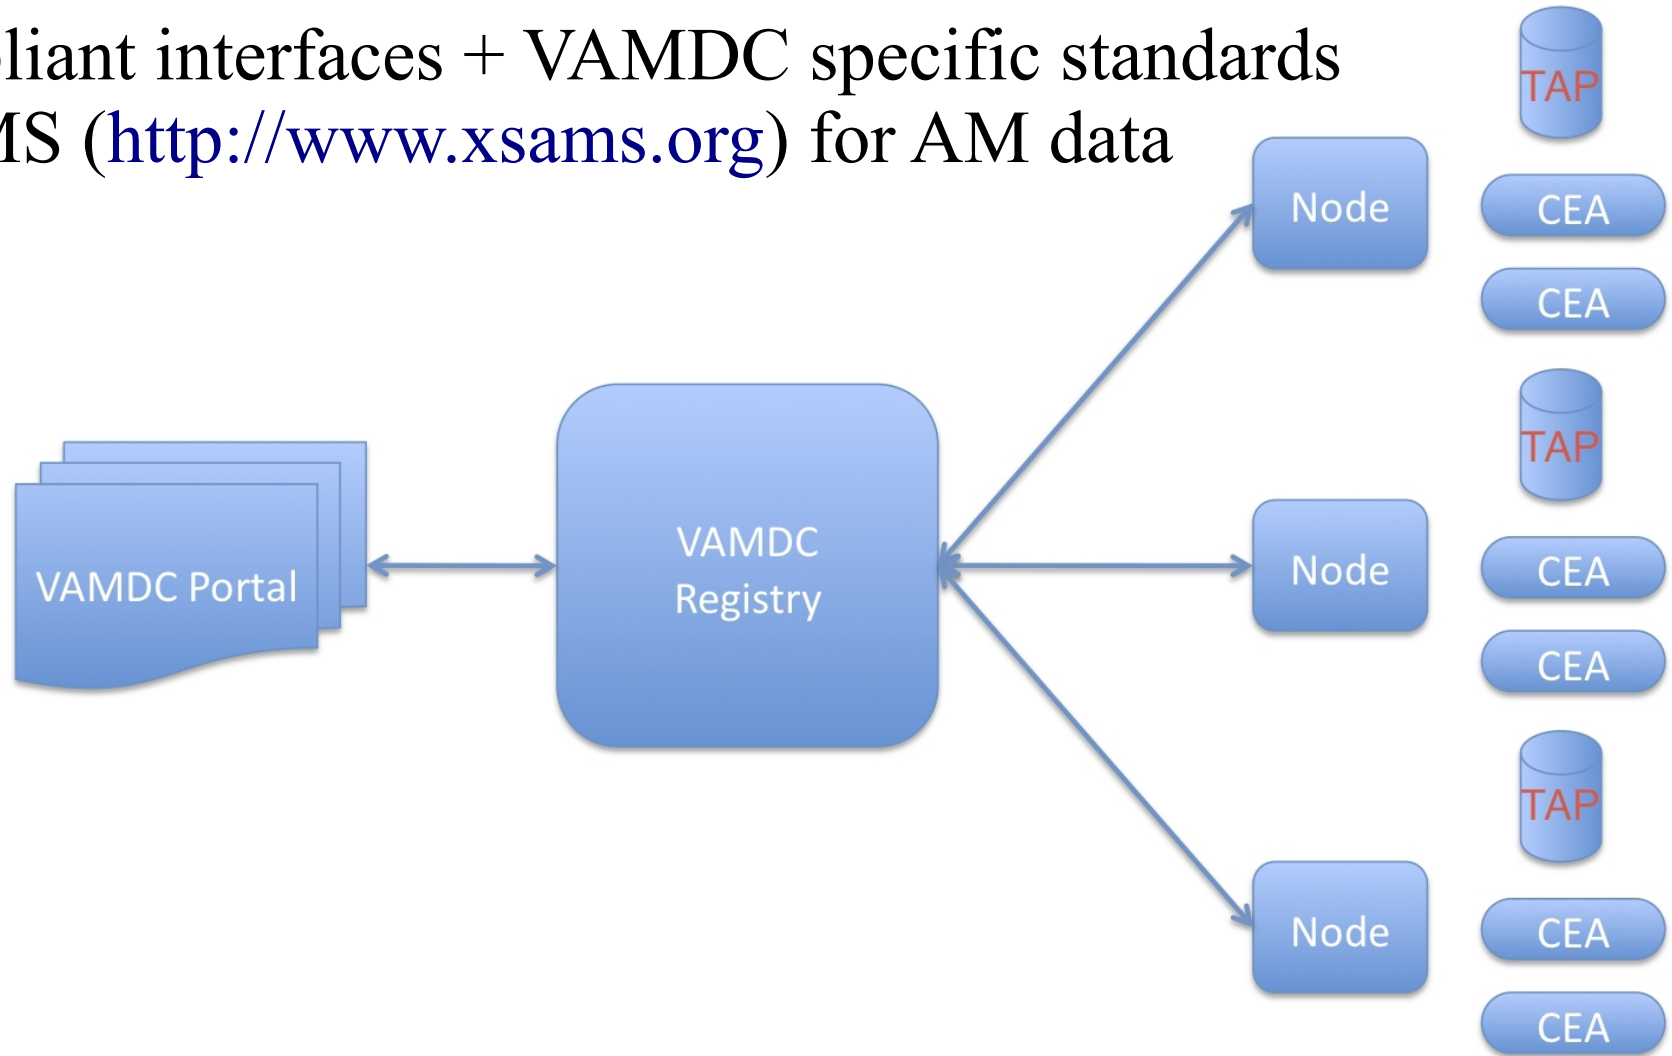 liant interfaces + VAMDC specific standards
MS (http://www.xsams.org) for AM data
TAP
Node
CEA
CEA
TAP
VAMDC Portal
VAMDC
Registry
Node
CEA
CEA
TAP
Node
CEA
CEA